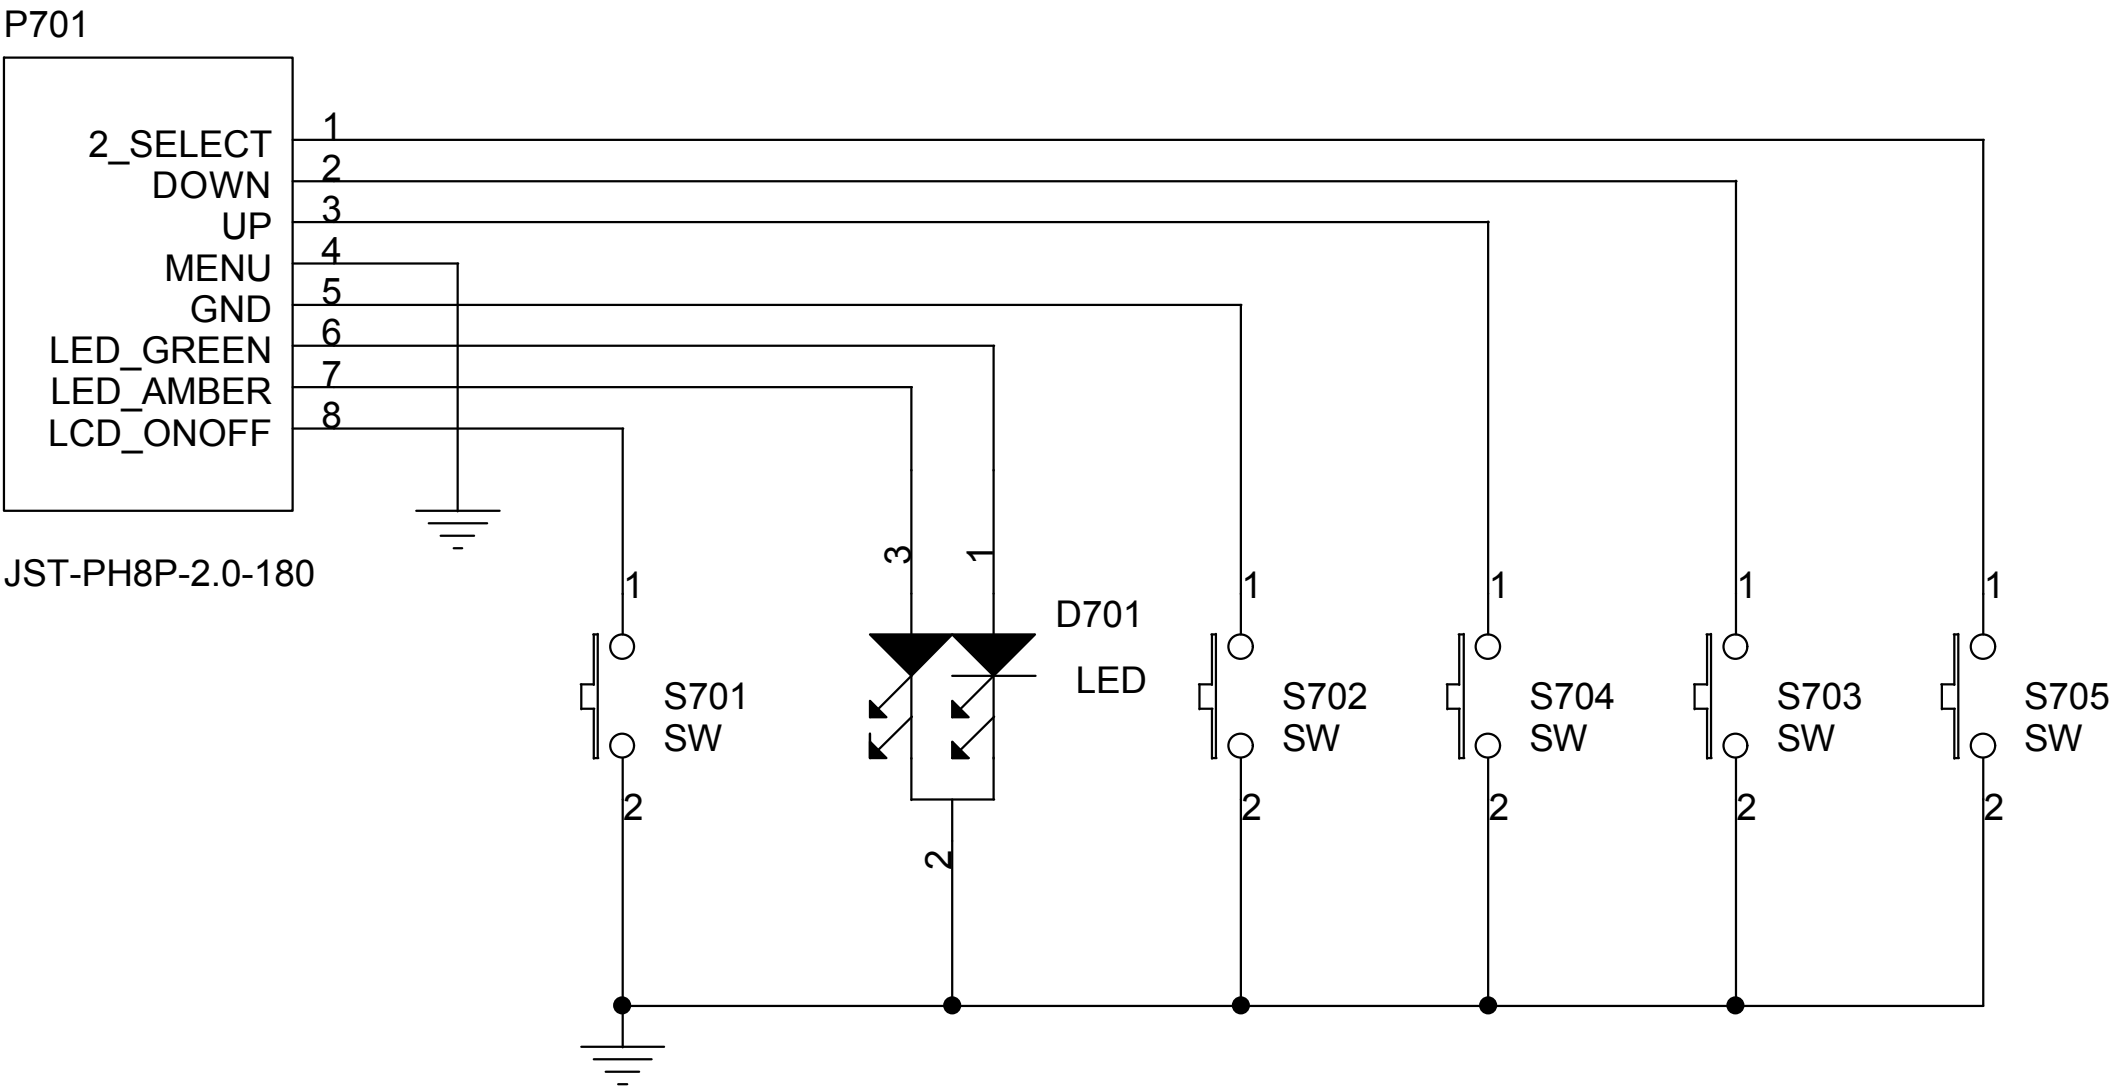 P701
2_SELECT 1
DOWN 2
UP 3
MENU 4
GND 5
LED_GREEN 6
LED_AMBER 7
LCD_ONOFF 8
JST-PH8P-2.0-180
3 1
1 1 1 1 1
D701
LED
S701 S702 S704 S703 S705
SW SW SW SW SW
2 2 2 2 2
2